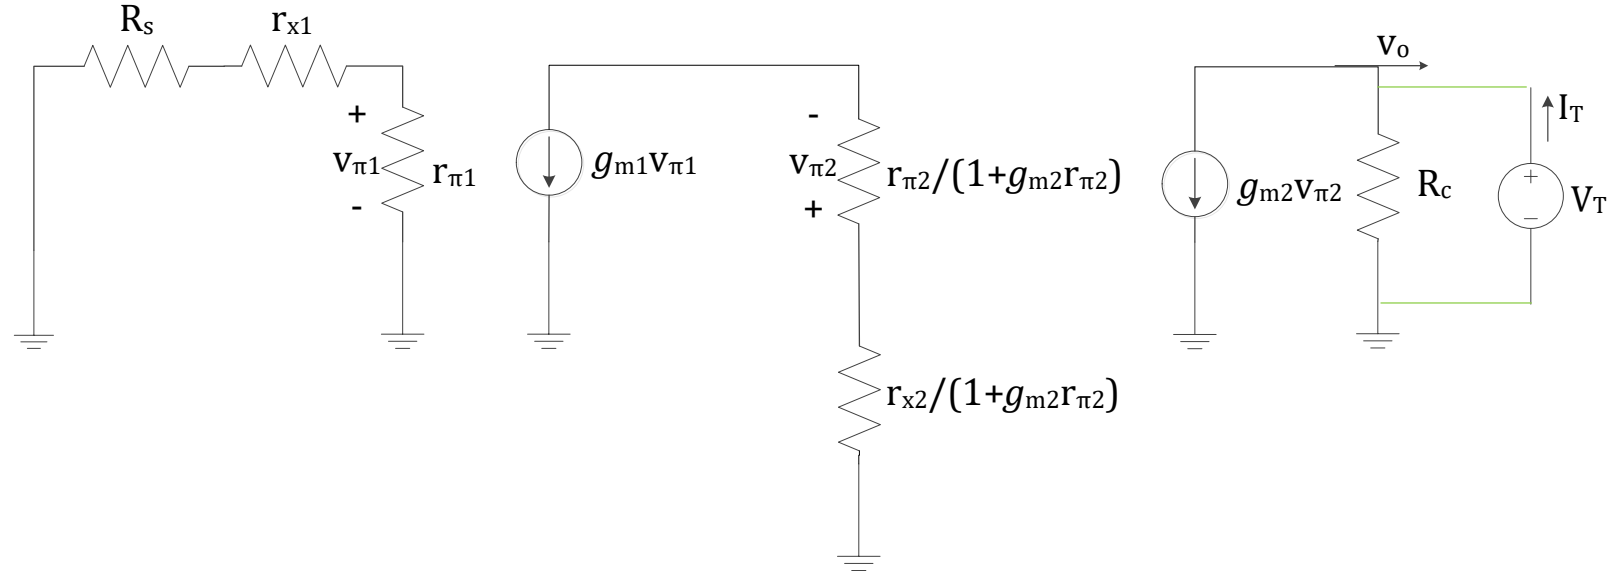 Rs
rx1
+
vπ1
-
rπ1
gm1vπ1
-
vπ2
+
rπ2/(1+gm2rπ2)
rx2/(1+gm2rπ2)
gm2vπ2
vo
Rc
IT
+
-
VT